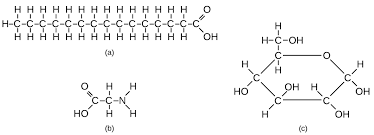 H H H H H H H H H H H H H H H O
H C C C C C C C C C C C C C C C C
H H H H H H H H H H H H H H H OH
(a)
O H H
C C N
HO H H
(b)
H
H C OH
C O
H H H
C C
HO OH H OH
C C
H OH
(c)